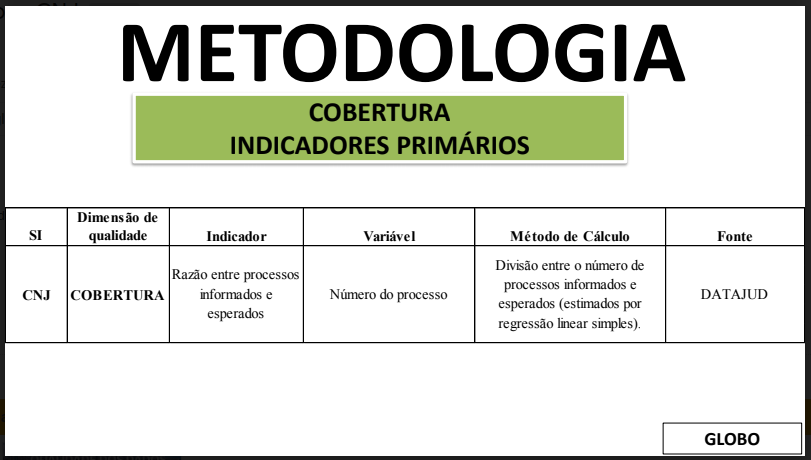 METODOLOGIA
COBERTURA
INDICADORES PRIMÁRIOS
SI
Dimensão de
qualidade
Indicador
Variável
Método de Cálculo
Fonte
CNJ
COBERTURA
Razão entre processos
informados e
esperados
Número do processo
Divisão entre o número de
processos informados e
esperados (estimados por
regressão linear simples).
DATAJUD
GLOBO